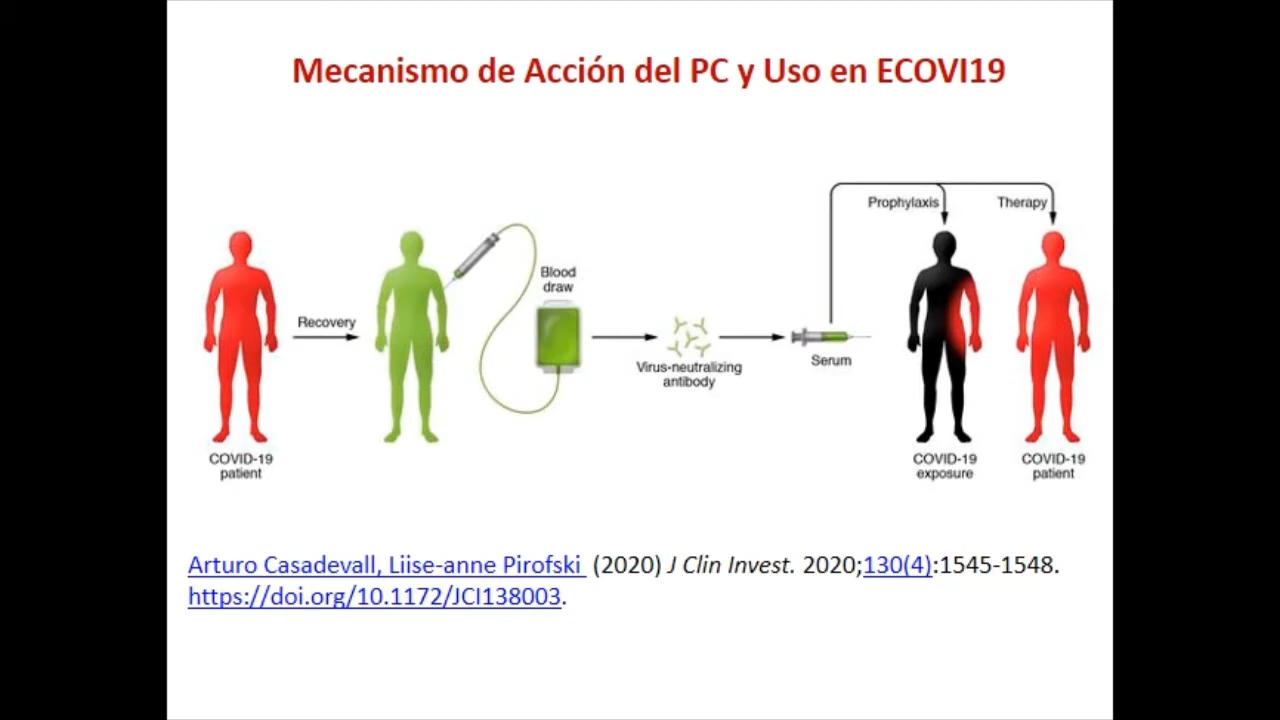 Mecanismo de Acción del PC y Uso en ECOVI19
Prophylaxis
Therapy
Blood
draw
Recovery
Virus-neutralizing
antibody
Serum
COVID-19
patient
COVID-19
exposure
COVID-19
patient
Arturo Casadevall, Liise-anne Pirofski (2020) J Clin Invest. 2020;130(4):1545-1548.
https://doi.org/10.1172/JCI138003.